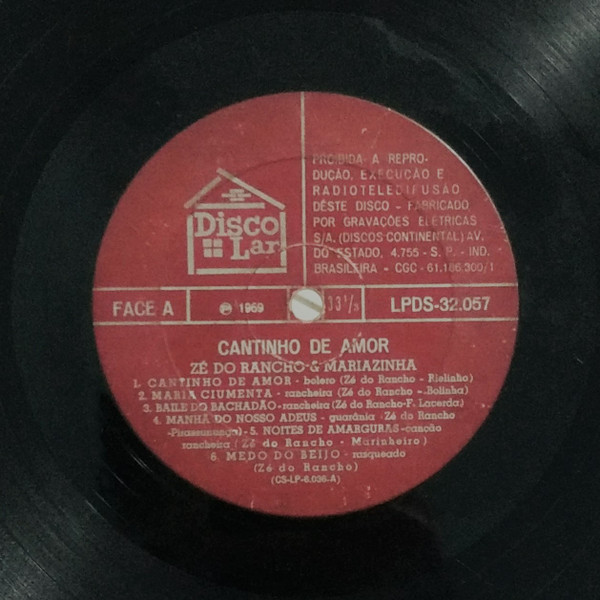 Disco
Lar
PROIBIDA A REPRO-
DUÇÃO, EXECUÇÃO E
RADIOTELEDIFUSÃO
DÊSTE DISCO - FABRICADO
POR GRAVAÇÕES ELÉTRICAS
S/A. (DISCOS CONTINENTAL) AV.
DO ESTADO, 4.755 - S. P. - IND.
BRASILEIRA - CGC - 61.186.300/1
FACE A ℗ 1969 33 1/3 LPDS-32.057
CANTINHO DE AMOR
ZÉ DO RANCHO & MARIAZINHA
1. CANTINHO DE AMOR - bolero (Zé do Rancho - Rielinho)
2. MARIA CIUMENTA - rancheira (Zé do Rancho - Bolinha)
3. BAILE DO BACHADÃO - rancheira (Zé do Rancho - F. Lacerda)
4. MANHÃ DO NOSSO ADEUS - guarânia - Zé do Rancho
- Pirassununga) - 5. NOITES DE AMARGURAS - canção
rancheira (Zé do Rancho - Marinheiro)
6. MEDO DO BEIJO - rasqueado
(Zé do Rancho)
(CS-LP-6.036-A)